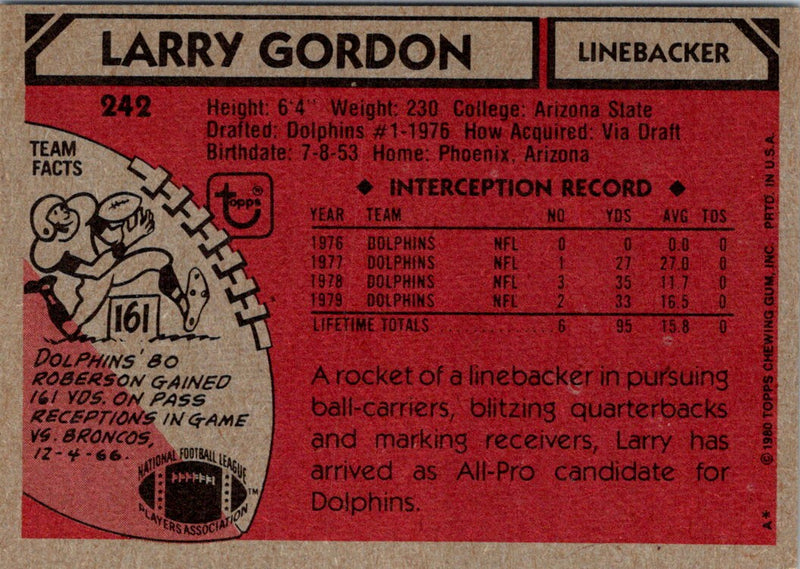 LARRY GORDON
LINEBACKER
242
Height: 6'4" Weight: 230 College: Arizona State
Drafted: Dolphins #1-1976 How Acquired: Via Draft
Birthdate: 7-8-53 Home: Phoenix, Arizona
TEAM
FACTS
topps
®
◆ INTERCEPTION RECORD ◆
YEAR TEAM NO YDS AVG TDS
1976 DOLPHINS NFL 0 0 0.0 0
1977 DOLPHINS NFL 1 27 27.0 0
1978 DOLPHINS NFL 3 35 11.7 0
1979 DOLPHINS NFL 2 33 16.5 0
LIFETIME TOTALS 6 95 15.8 0
161
DOLPHINS' BO
ROBERSON GAINED
161 YDS. ON PASS
RECEPTIONS IN GAME
VS. BRONCOS,
12-4-66.
NATIONAL FOOTBALL LEAGUE
PLAYERS ASSOCIATION
™
A rocket of a linebacker in pursuing
ball-carriers, blitzing quarterbacks
and marking receivers, Larry has
arrived as All-Pro candidate for
Dolphins.
A* © 1980 TOPPS CHEWING GUM, INC. PRTD. IN U.S.A.